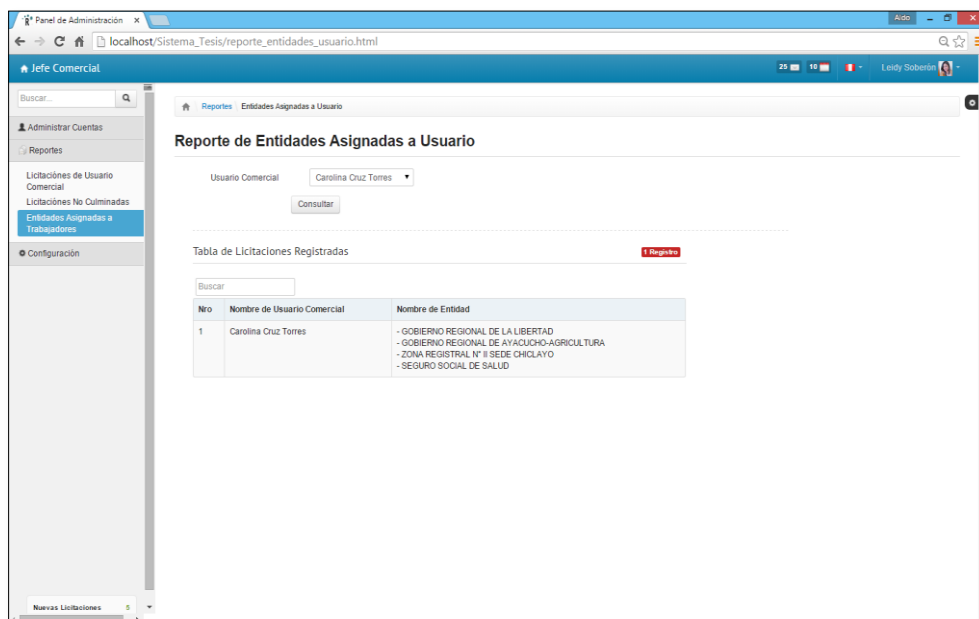 Panel de Administración
Aldo
localhost/Sistema_Tesis/reporte_entidades_usuario.html
Jefe Comercial
25
10
Leidy Soberón
Buscar...
Reportes
Entidades Asignadas a Usuario
Administrar Cuentas
Reportes
Licitaciónes de Usuario
Comercial
Licitaciónes No Culminadas
Entidades Asignadas a
Trabajadores
Configuración
Nuevas Licitaciones 5
Reporte de Entidades Asignadas a Usuario
Usuario Comercial
Carolina Cruz Torres
Consultar
Tabla de Licitaciones Registradas
1 Registro
Buscar
Nro Nombre de Usuario Comercial Nombre de Entidad
1 Carolina Cruz Torres - GOBIERNO REGIONAL DE LA LIBERTAD
- GOBIERNO REGIONAL DE AYACUCHO-AGRICULTURA
- ZONA REGISTRAL N° II SEDE CHICLAYO
- SEGURO SOCIAL DE SALUD